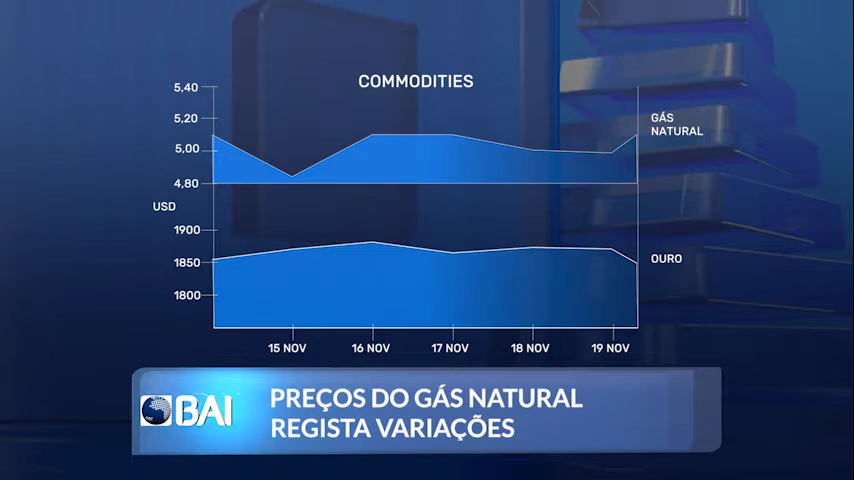 COMMODITIES
5,40
5,20
5,00
4,80
GÁS
NATURAL
USD
1900
1850
1800
OURO
15 NOV
16 NOV
17 NOV
18 NOV
19 NOV
BAI
PREÇOS DO GÁS NATURAL
REGISTA VARIAÇÕES